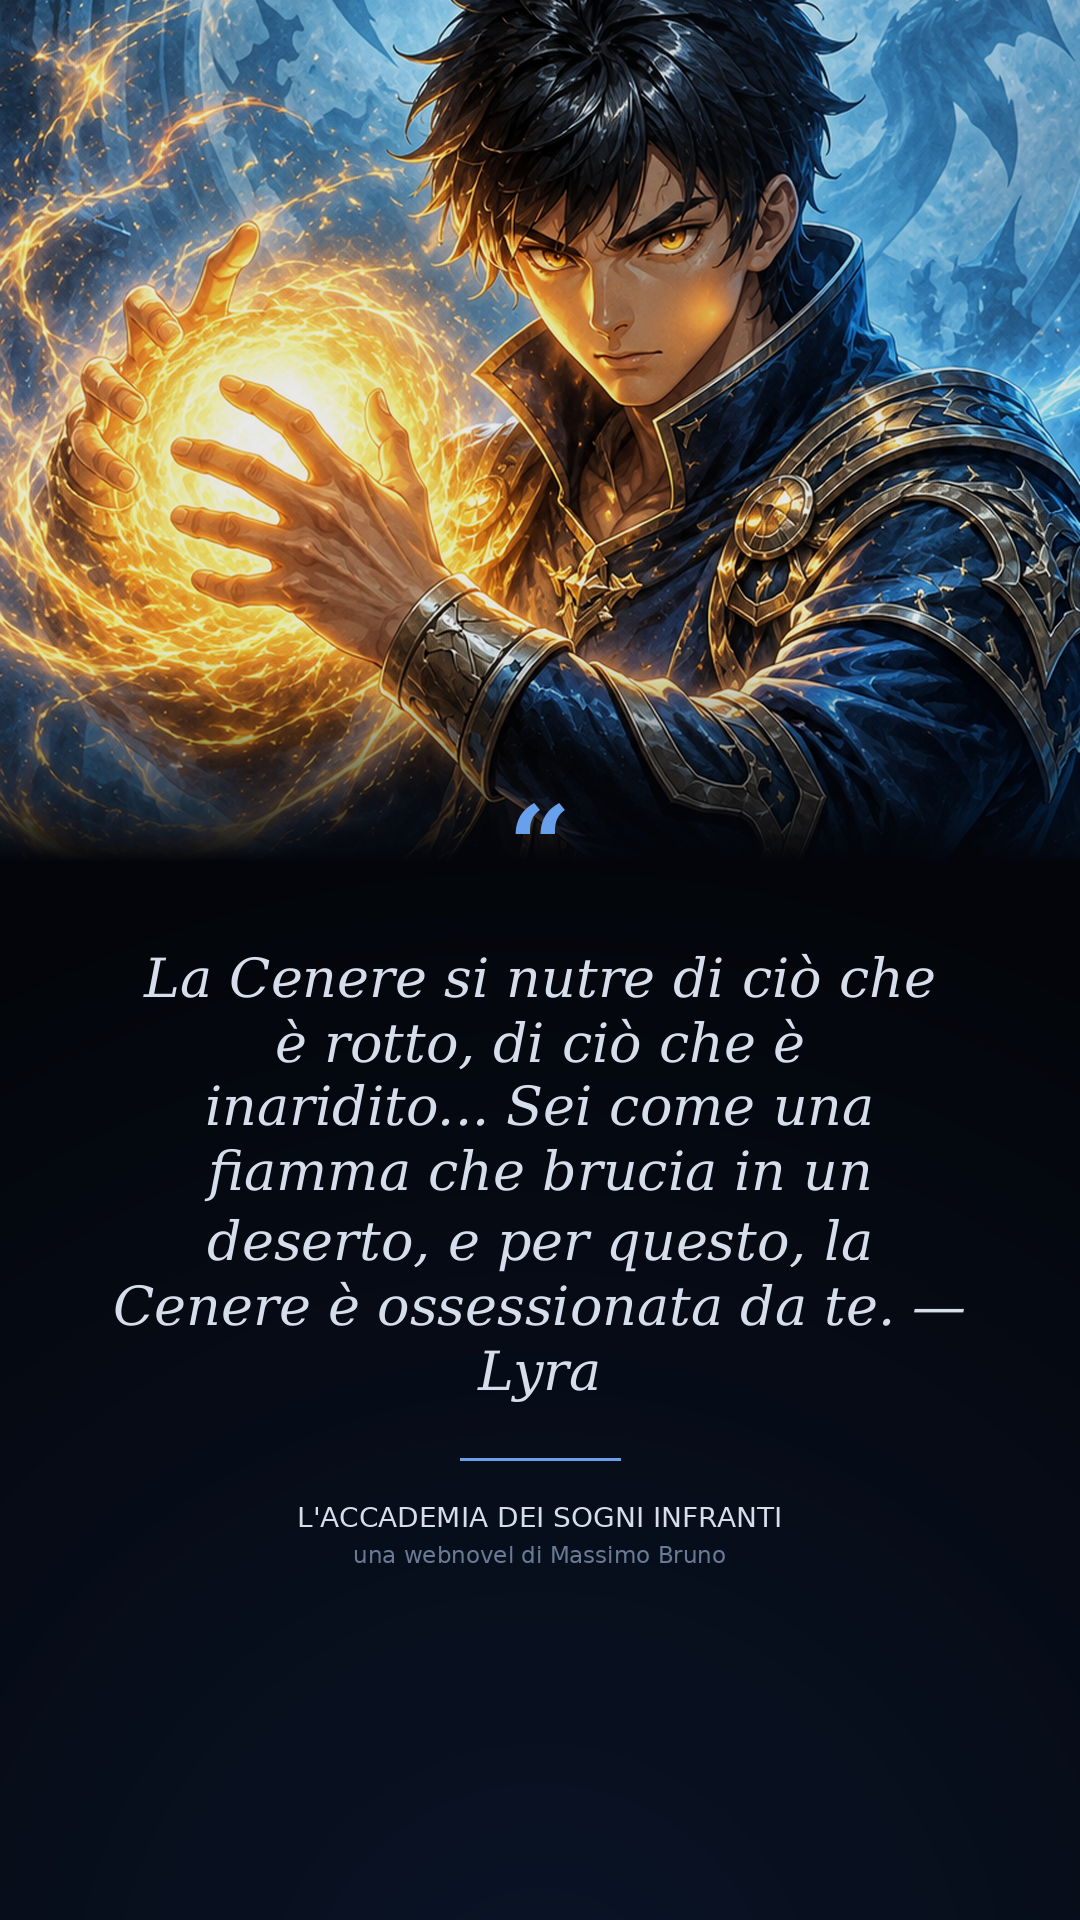 “
La Cenere si nutre di ciò che
è rotto, di ciò che è
inaridito... Sei come una
fiamma che brucia in un
deserto, e per questo, la
Cenere è ossessionata da te. —
Lyra
L'ACCADEMIA DEI SOGNI INFRANTI
una webnovel di Massimo Bruno